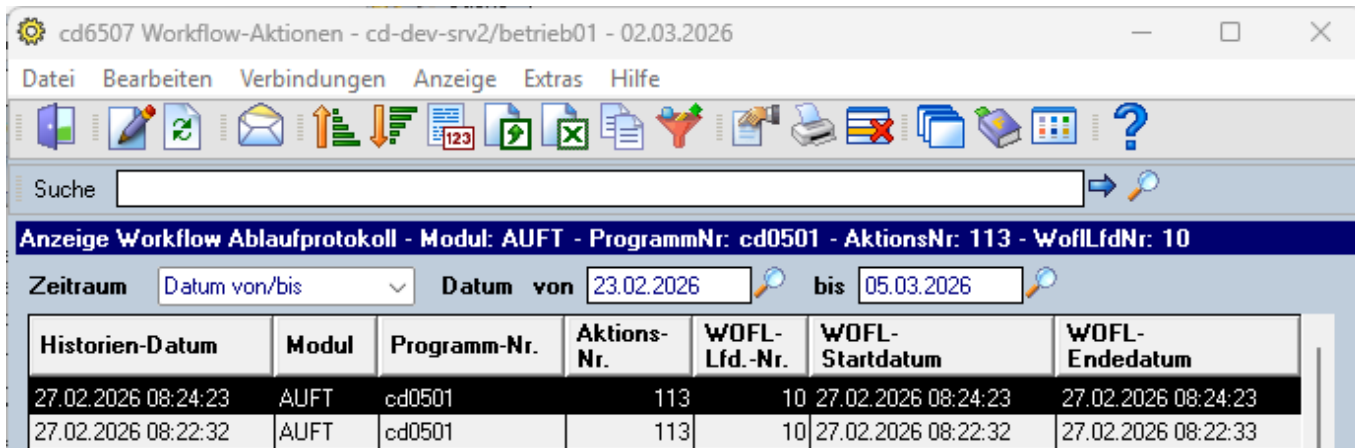 cd6507 Workflow-Aktionen - cd-dev-srv2/betrieb01 - 02.03.2026
Datei Bearbeiten Verbindungen Anzeige Extras Hilfe
123
Suche
Anzeige Workflow Ablaufprotokoll - Modul: AUFT - ProgrammNr: cd0501 - AktionsNr: 113 - WoflLfdNr: 10
Zeitraum Datum von/bis Datum von 23.02.2026 bis 05.03.2026
Historien-Datum Modul Programm-Nr. Aktions-Nr. WOFL-Lfd.-Nr. WOFL-Startdatum WOFL-Endedatum
27.02.2026 08:24:23 AUFT cd0501 113 10 27.02.2026 08:24:23 27.02.2026 08:24:23
27.02.2026 08:22:32 AUFT cd0501 113 10 27.02.2026 08:22:32 27.02.2026 08:22:33